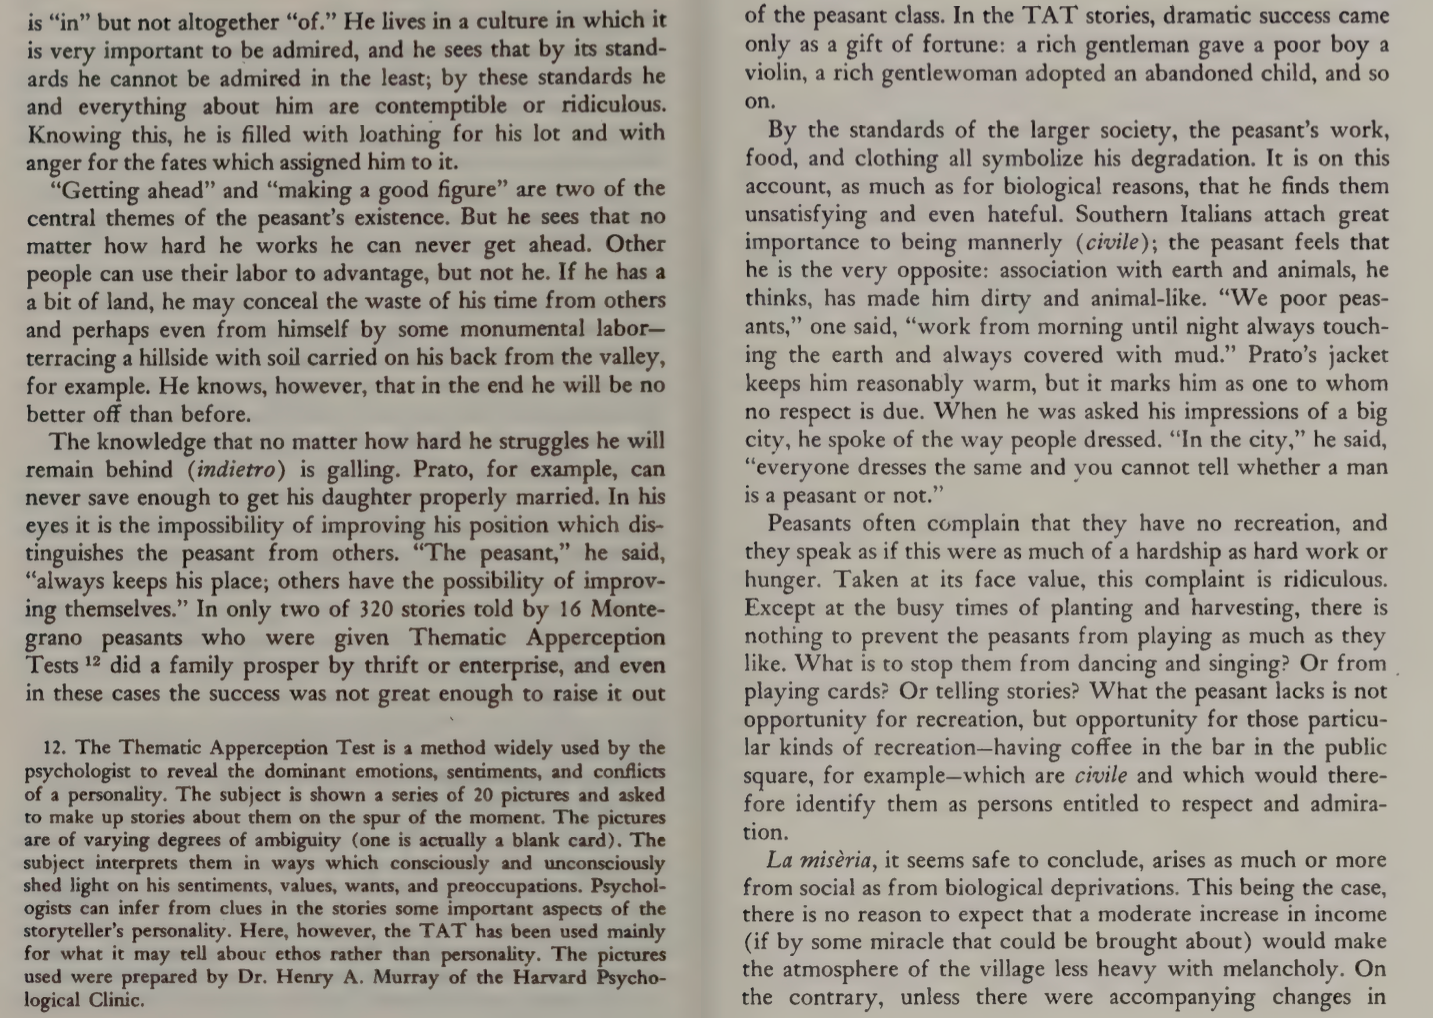 is “in” but not altogether “of.” He lives in a culture in which it
is very important to be admired, and he sees that by its stand-
ards he cannot be admired in the least; by these standards he
and everything about him are contemptible or ridiculous.
Knowing this, he is filled with loathing for his lot and with
anger for the fates which assigned him to it.
“Getting ahead” and “making a good figure” are two of the
central themes of the peasant’s existence. But he sees that no
matter how hard he works he can never get ahead. Other
people can use their labor to advantage, but not he. If he has a
a bit of land, he may conceal the waste of his time from others
and perhaps even from himself by some monumental labor—
terracing a hillside with soil carried on his back from the valley,
for example. He knows, however, that in the end he will be no
better off than before.
The knowledge that no matter how hard he struggles he will
remain behind (indietro) is galling. Prato, for example, can
never save enough to get his daughter properly married. In his
eyes it is the impossibility of improving his position which dis-
tinguishes the peasant from others. “The peasant,” he said,
“always keeps his place; others have the possibility of improv-
ing themselves.” In only two of 320 stories told by 16 Monte-
grano peasants who were given Thematic Apperception
Tests 12 did a family prosper by thrift or enterprise, and even
in these cases the success was not great enough to raise it out
12. The Thematic Apperception Test is a method widely used by the
psychologist to reveal the dominant emotions, sentiments, and conflicts
of a personality. The subject is shown a series of 20 pictures and asked
to make up stories about them on the spur of the moment. The pictures
are of varying degrees of ambiguity (one is actually a blank card). The
subject interprets them in ways which consciously and unconsciously
shed light on his sentiments, values, wants, and preoccupations. Psychol-
ogists can infer from clues in the stories some important aspects of the
storyteller’s personality. Here, however, the TAT has been used mainly
for what it may tell about ethos rather than personality. The pictures
used were prepared by Dr. Henry A. Murray of the Harvard Psycho-
logical Clinic.
of the peasant class. In the TAT stories, dramatic success came
only as a gift of fortune: a rich gentleman gave a poor boy a
violin, a rich gentlewoman adopted an abandoned child, and so
on.
By the standards of the larger society, the peasant’s work,
food, and clothing all symbolize his degradation. It is on this
account, as much as for biological reasons, that he finds them
unsatisfying and even hateful. Southern Italians attach great
importance to being mannerly (civile); the peasant feels that
he is the very opposite: association with earth and animals, he
thinks, has made him dirty and animal-like. “We poor peas-
ants,” one said, “work from morning until night always touch-
ing the earth and always covered with mud.” Prato’s jacket
keeps him reasonably warm, but it marks him as one to whom
no respect is due. When he was asked his impressions of a big
city, he spoke of the way people dressed. “In the city,” he said,
“everyone dresses the same and you cannot tell whether a man
is a peasant or not.”
Peasants often complain that they have no recreation, and
they speak as if this were as much of a hardship as hard work or
hunger. Taken at its face value, this complaint is ridiculous.
Except at the busy times of planting and harvesting, there is
nothing to prevent the peasants from playing as much as they
like. What is to stop them from dancing and singing? Or from
playing cards? Or telling stories? What the peasant lacks is not
opportunity for recreation, but opportunity for those particu-
lar kinds of recreation—having coffee in the bar in the public
square, for example—which are civile and which would there-
fore identify them as persons entitled to respect and admira-
tion.
La misèria, it seems safe to conclude, arises as much or more
from social as from biological deprivations. This being the case,
there is no reason to expect that a moderate increase in income
(if by some miracle that could be brought about) would make
the atmosphere of the village less heavy with melancholy. On
the contrary, unless there were accompanying changes in